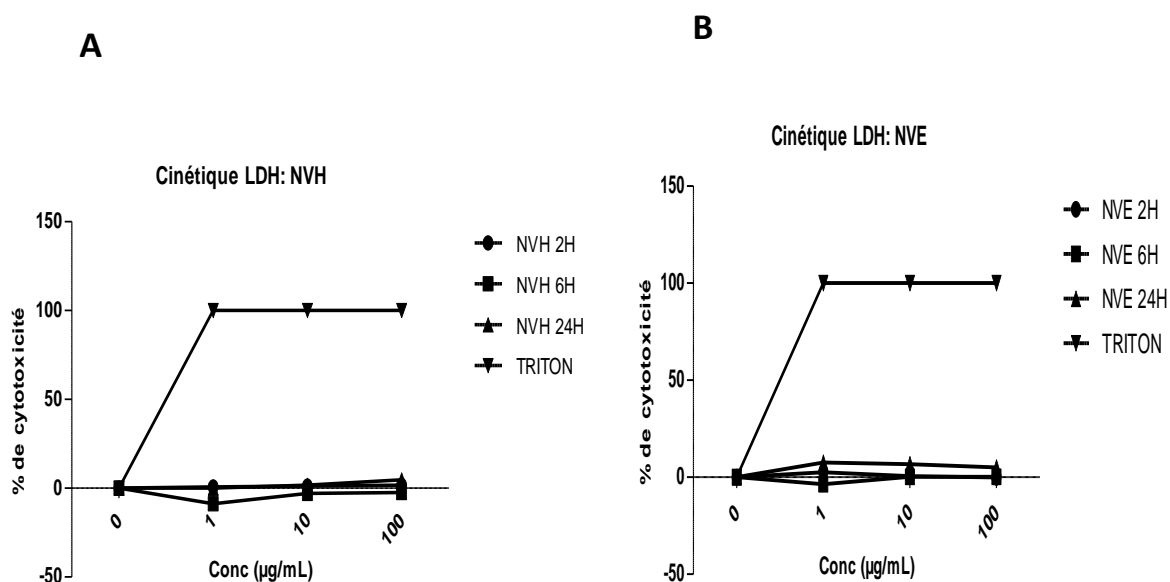 A
Cinétique LDH: NVH
% de cytotoxicité
150
100
50
0
-50
0
1
10
100
Conc (µg/mL)
NVH 2H
NVH 6H
NVH 24H
TRITON
B
Cinétique LDH: NVE
% de cytotoxicité
150
100
50
0
-50
0
1
10
100
Conc (µg/mL)
NVE 2H
NVE 6H
NVE 24H
TRITON